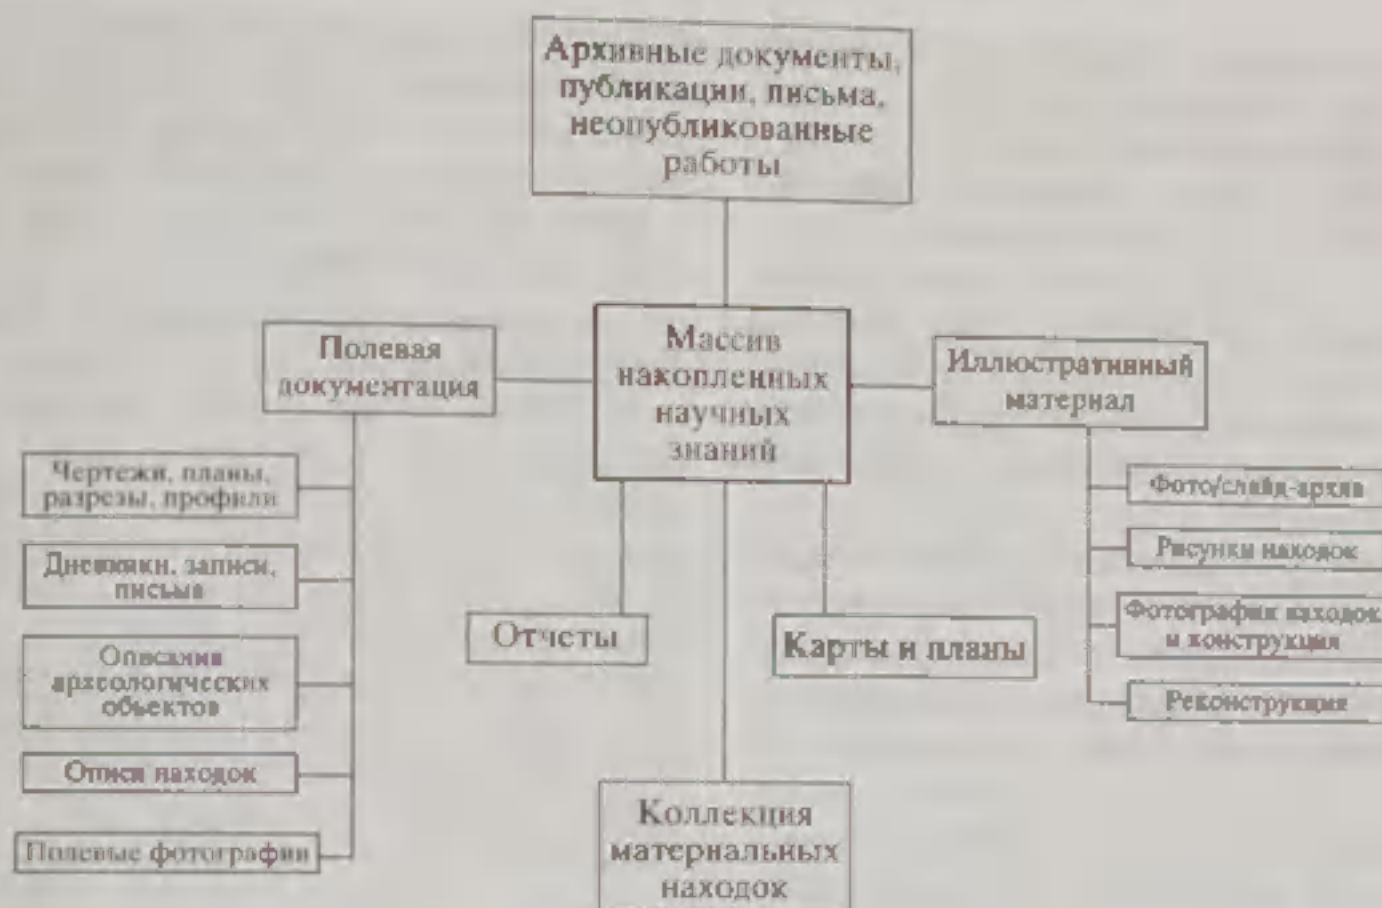 Архивные документы,
публикации, письма,
неопубликованные
работы
Полевая
документация
Массив
накопленных
научных
знаний
Иллюстративный
материал
Чертежи, планы,
разрезы, профили
Дневники, записи,
письма
Описания
археологических
объектов
Описи находок
Полевые фотографии
Отчеты
Карты и планы
Фото/слайд-архив
Рисунки находок
Фотографии находок
и конструкций
Реконструкция
Коллекция
материальных
находок